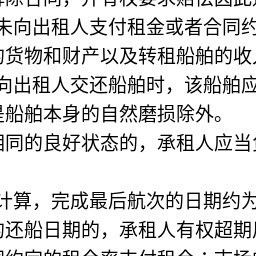 解除合同，并有权要求赔偿因此遭
未向出租人支付租金或者合同约
的货物和财产以及转租船舶的收
向出租人交还船舶时，该船舶应
是船舶本身的自然磨损除外。
相同的良好状态的，承租人应当
计算，完成最后航次的日期约为
的还船日期的，承租人有权超期